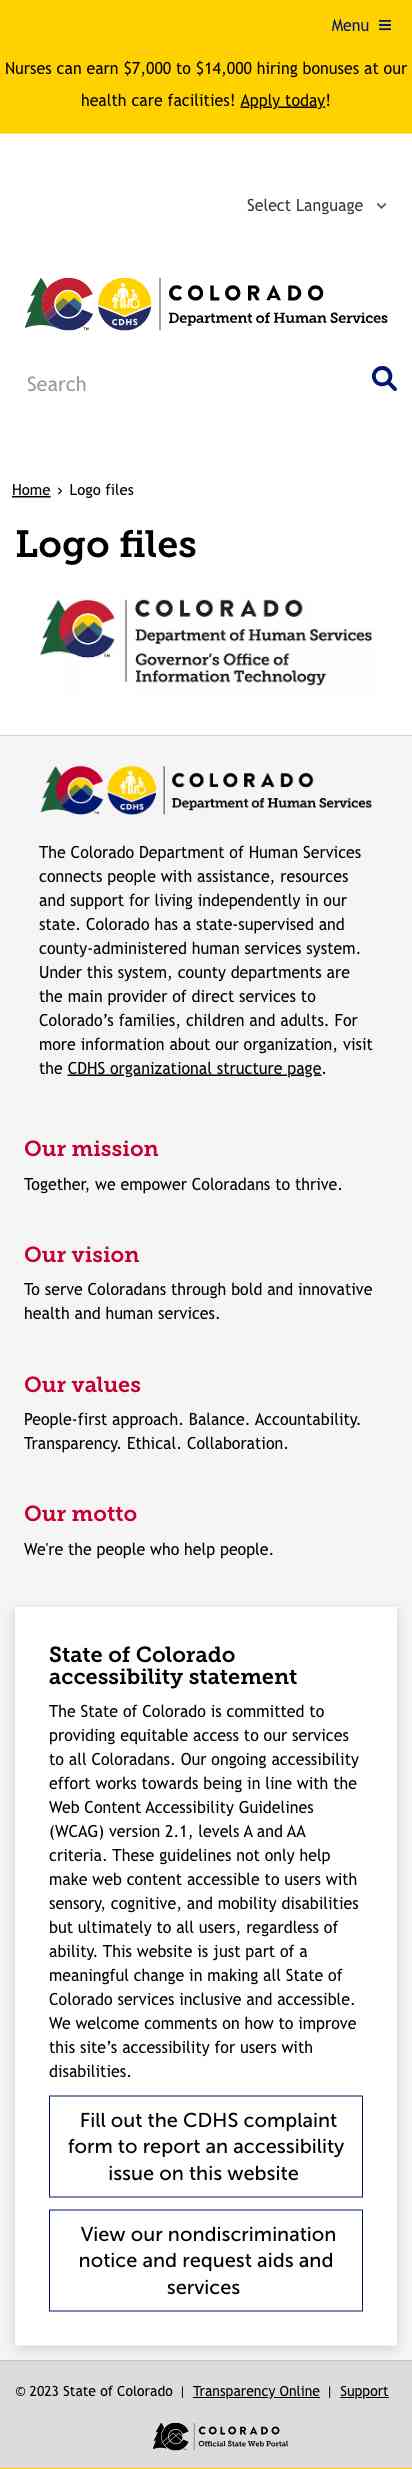 Menu
Nurses can earn $7,000 to $14,000 hiring bonuses at our
health care facilities! Apply today!
Select Language
COLORADO
Department of Human Services
CDHS
TM
Search
Home › Logo files
Logo files
COLORADO
Department of Human Services
Governor's Office of
Information Technology
TM
COLORADO
Department of Human Services
CDHS
The Colorado Department of Human Services
connects people with assistance, resources
and support for living independently in our
state. Colorado has a state-supervised and
county-administered human services system.
Under this system, county departments are
the main provider of direct services to
Colorado’s families, children and adults. For
more information about our organization, visit
the CDHS organizational structure page.
Our mission
Together, we empower Coloradans to thrive.
Our vision
To serve Coloradans through bold and innovative
health and human services.
Our values
People-first approach. Balance. Accountability.
Transparency. Ethical. Collaboration.
Our motto
We're the people who help people.
State of Colorado
accessibility statement
The State of Colorado is committed to
providing equitable access to our services
to all Coloradans. Our ongoing accessibility
effort works towards being in line with the
Web Content Accessibility Guidelines
(WCAG) version 2.1, levels A and AA
criteria. These guidelines not only help
make web content accessible to users with
sensory, cognitive, and mobility disabilities
but ultimately to all users, regardless of
ability. This website is just part of a
meaningful change in making all State of
Colorado services inclusive and accessible.
We welcome comments on how to improve
this site’s accessibility for users with
disabilities.
Fill out the CDHS complaint
form to report an accessibility
issue on this website
View our nondiscrimination
notice and request aids and
services
© 2023 State of Colorado | Transparency Online | Support
COLORADO
Official State Web Portal